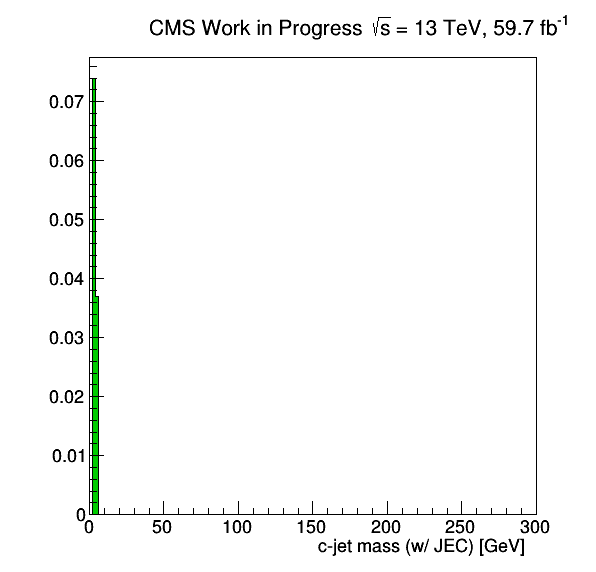 CMS Work in Progress √s = 13 TeV, 59.7 fb⁻¹
0.07
0.06
0.05
0.04
0.03
0.02
0.01
0
0 50 100 150 200 250 300
c-jet mass (w/ JEC) [GeV]